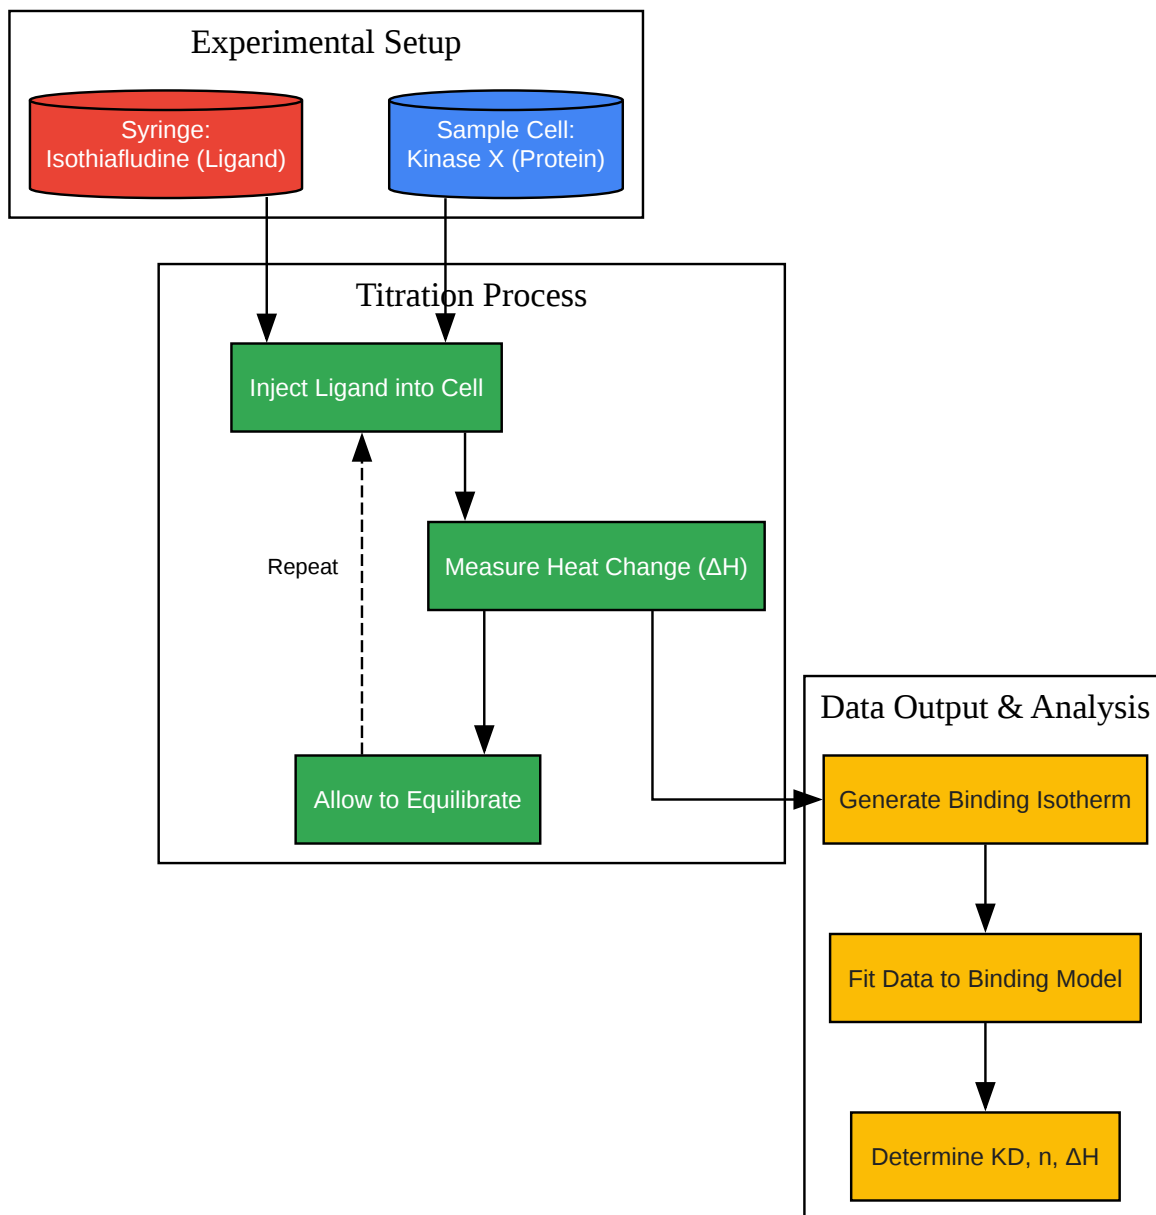 Experimental Setup
Syringe:
Isothiafludine (Ligand)
Sample Cell:
Kinase X (Protein)
Titration Process
Inject Ligand into Cell
Measure Heat Change (ΔH)
Repeat
Allow to Equilibrate
Data Output & Analysis
Generate Binding Isotherm
Fit Data to Binding Model
Determine KD, n, ΔH